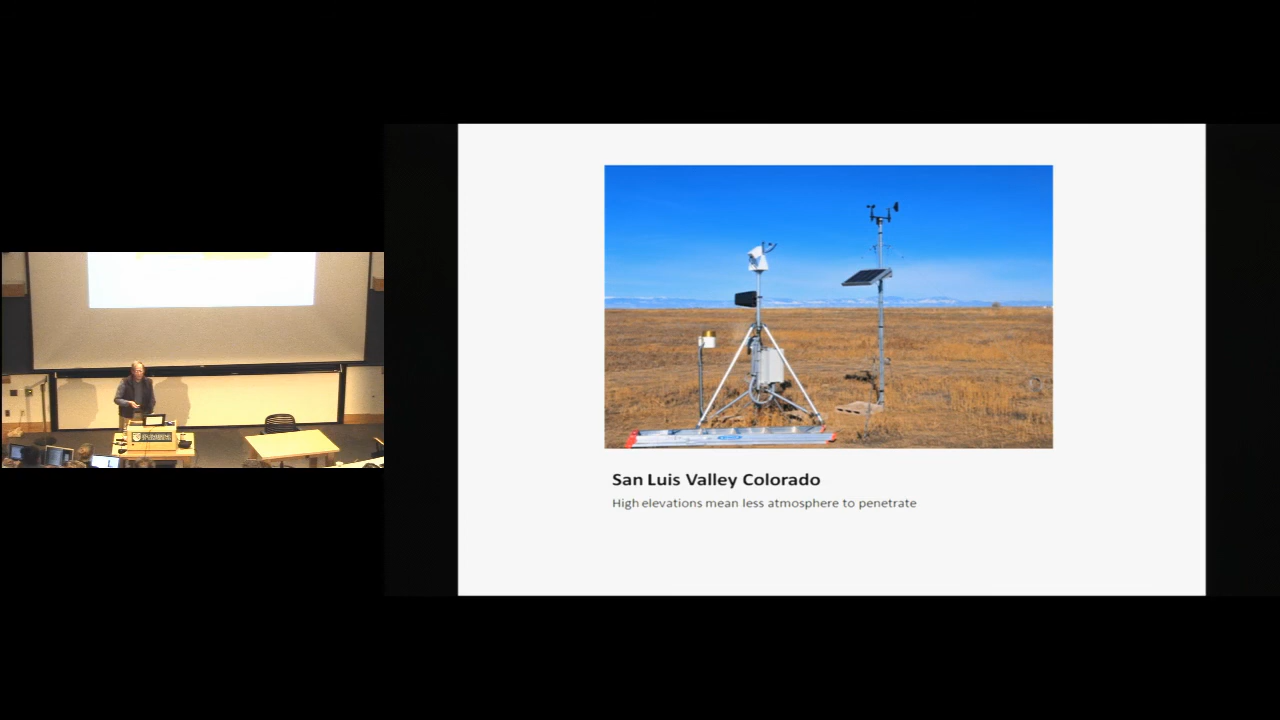 San Luis Valley Colorado
High elevations mean less atmosphere to penetrate